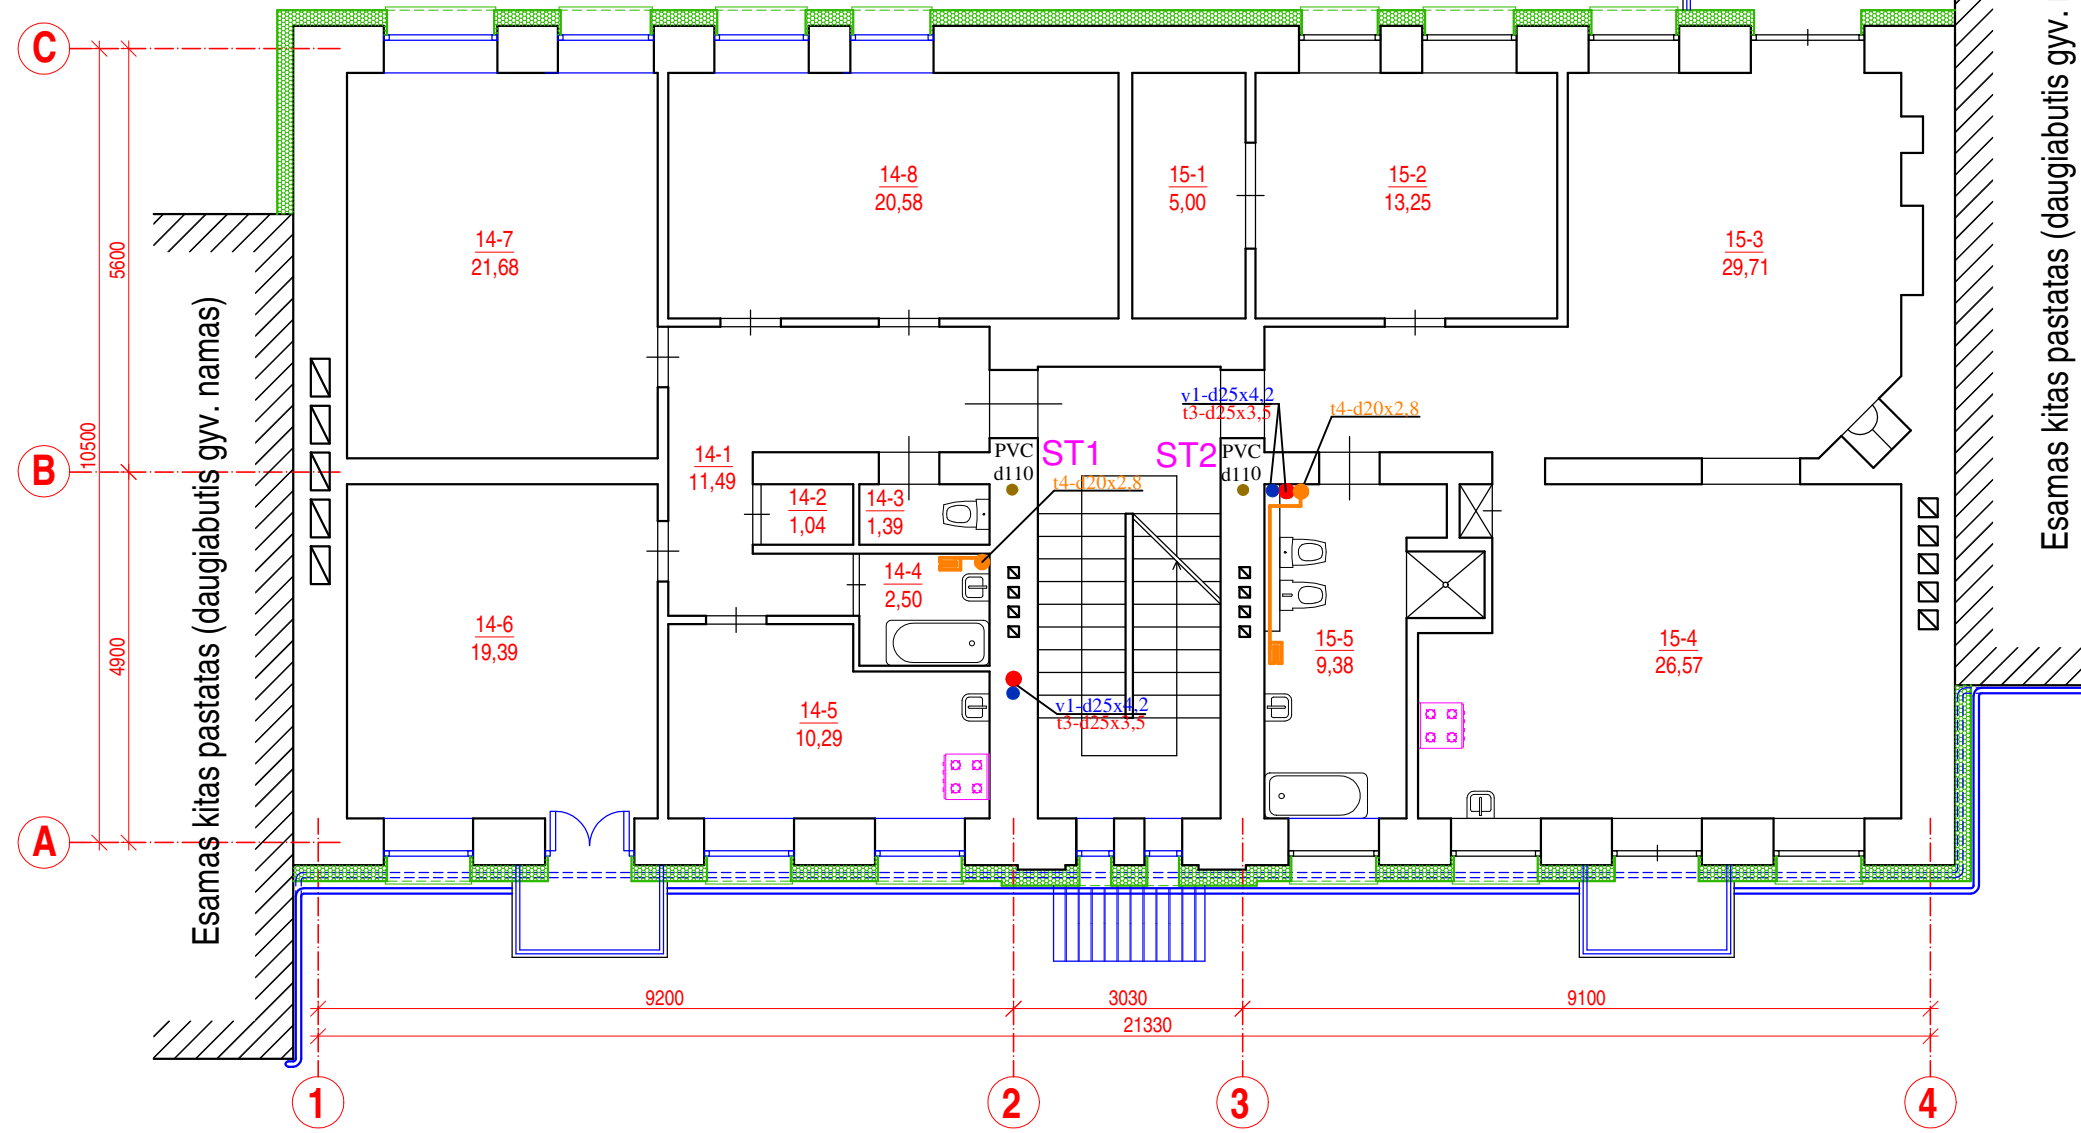 C
B
A
5600
10500
4900
Esamas kitas pastatas (daugiabutis gyv. namas)
14-7
21,68
14-8
20,58
15-1
5,00
15-2
13,25
15-3
29,71
Esamas kitas pastatas (daugiabutis gyv.
v1-d25x4,2
t3-d25x3,5
t4-d20x2,8
14-1
11,49
14-2
1,04
14-3
1,39
PVC
d110
ST1
ST2
PVC
d110
t4-d20x2,8
14-4
2,50
14-6
19,39
14-5
10,29
v1-d25x4,2
t3-d25x3,5
15-5
9,38
15-4
26,57
9200
3030
9100
21330
1
2
3
4